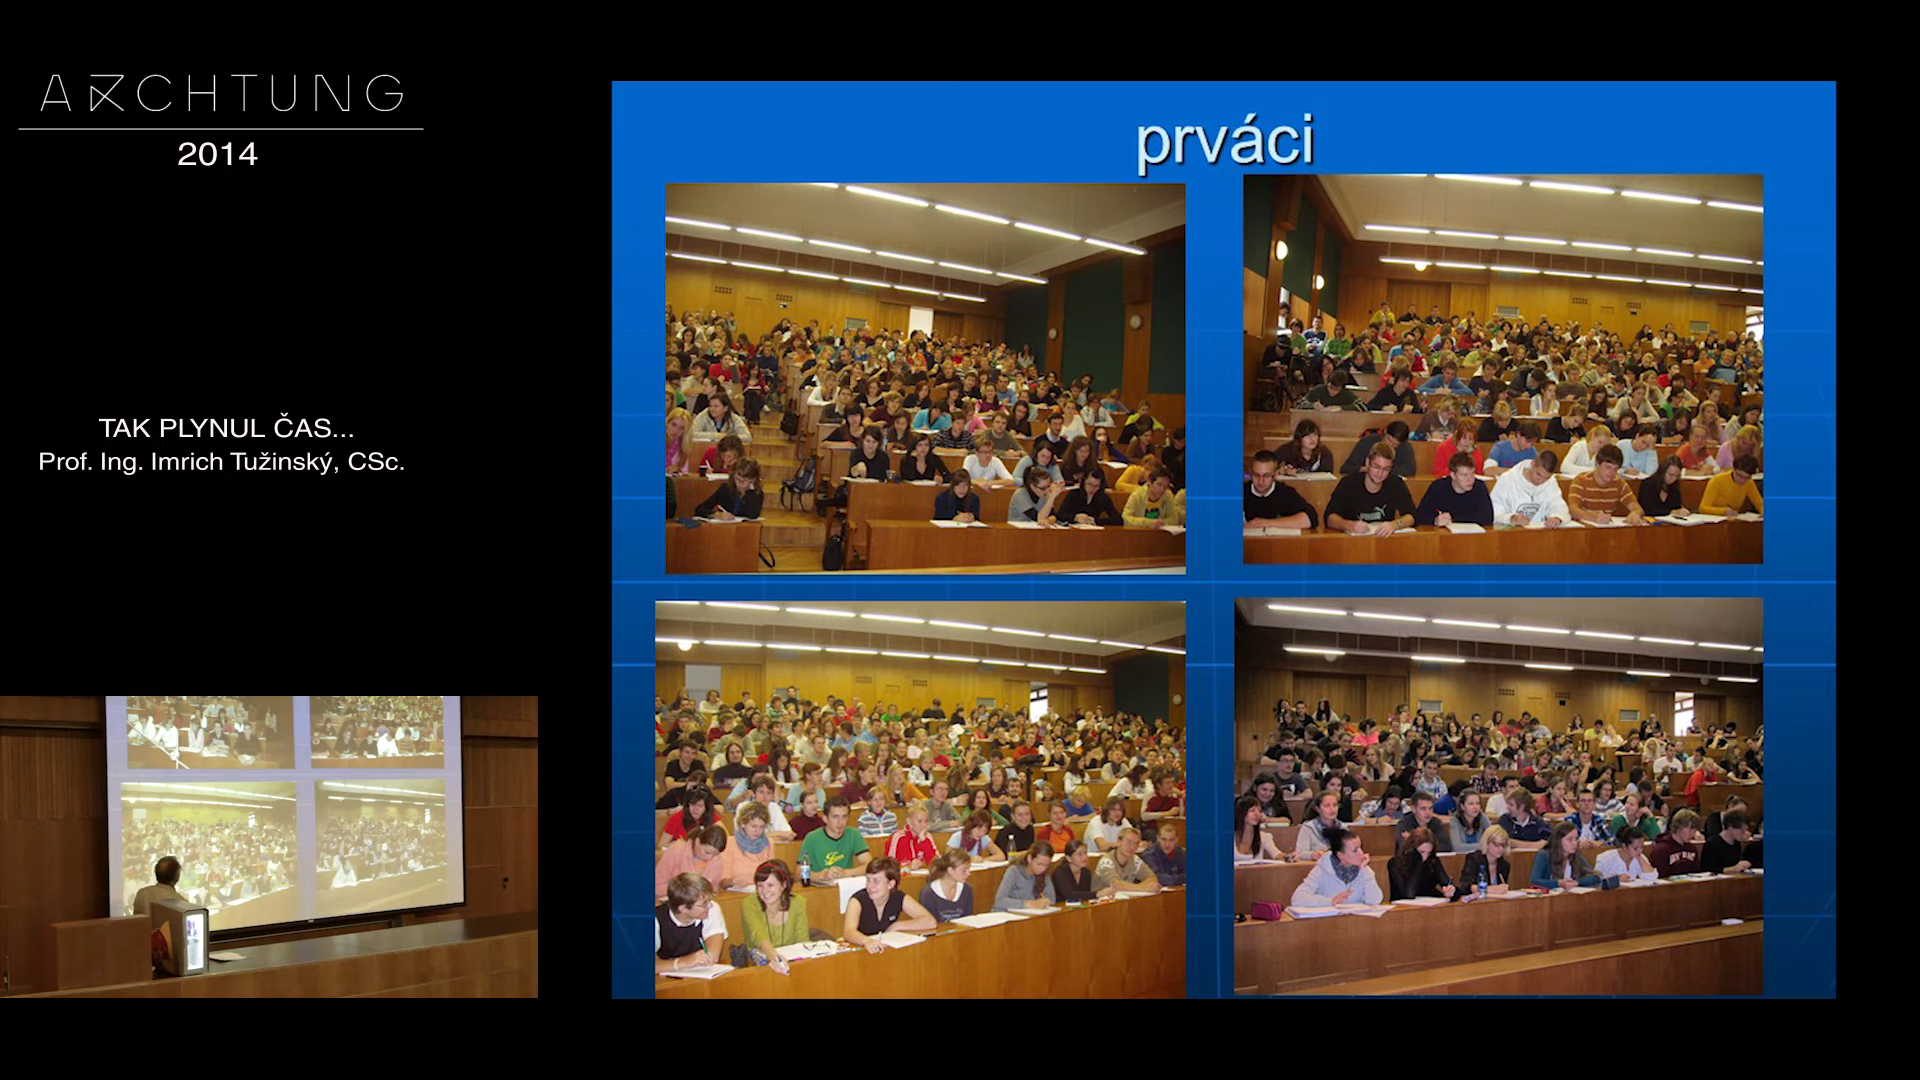 ARCHTUNG
2014
TAK PLYNUL ČAS...
Prof. Ing. Imrich Tužinský, CSc.
prváci